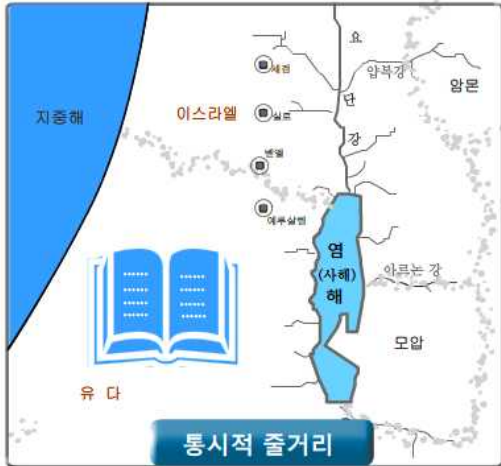 요
세겜
얍복강
암몬
지중해
이스라엘
실로
단
강
벧엘
예루살렘
염
(사해)
해
아르논 강
모압
유 다
통시적 줄거리